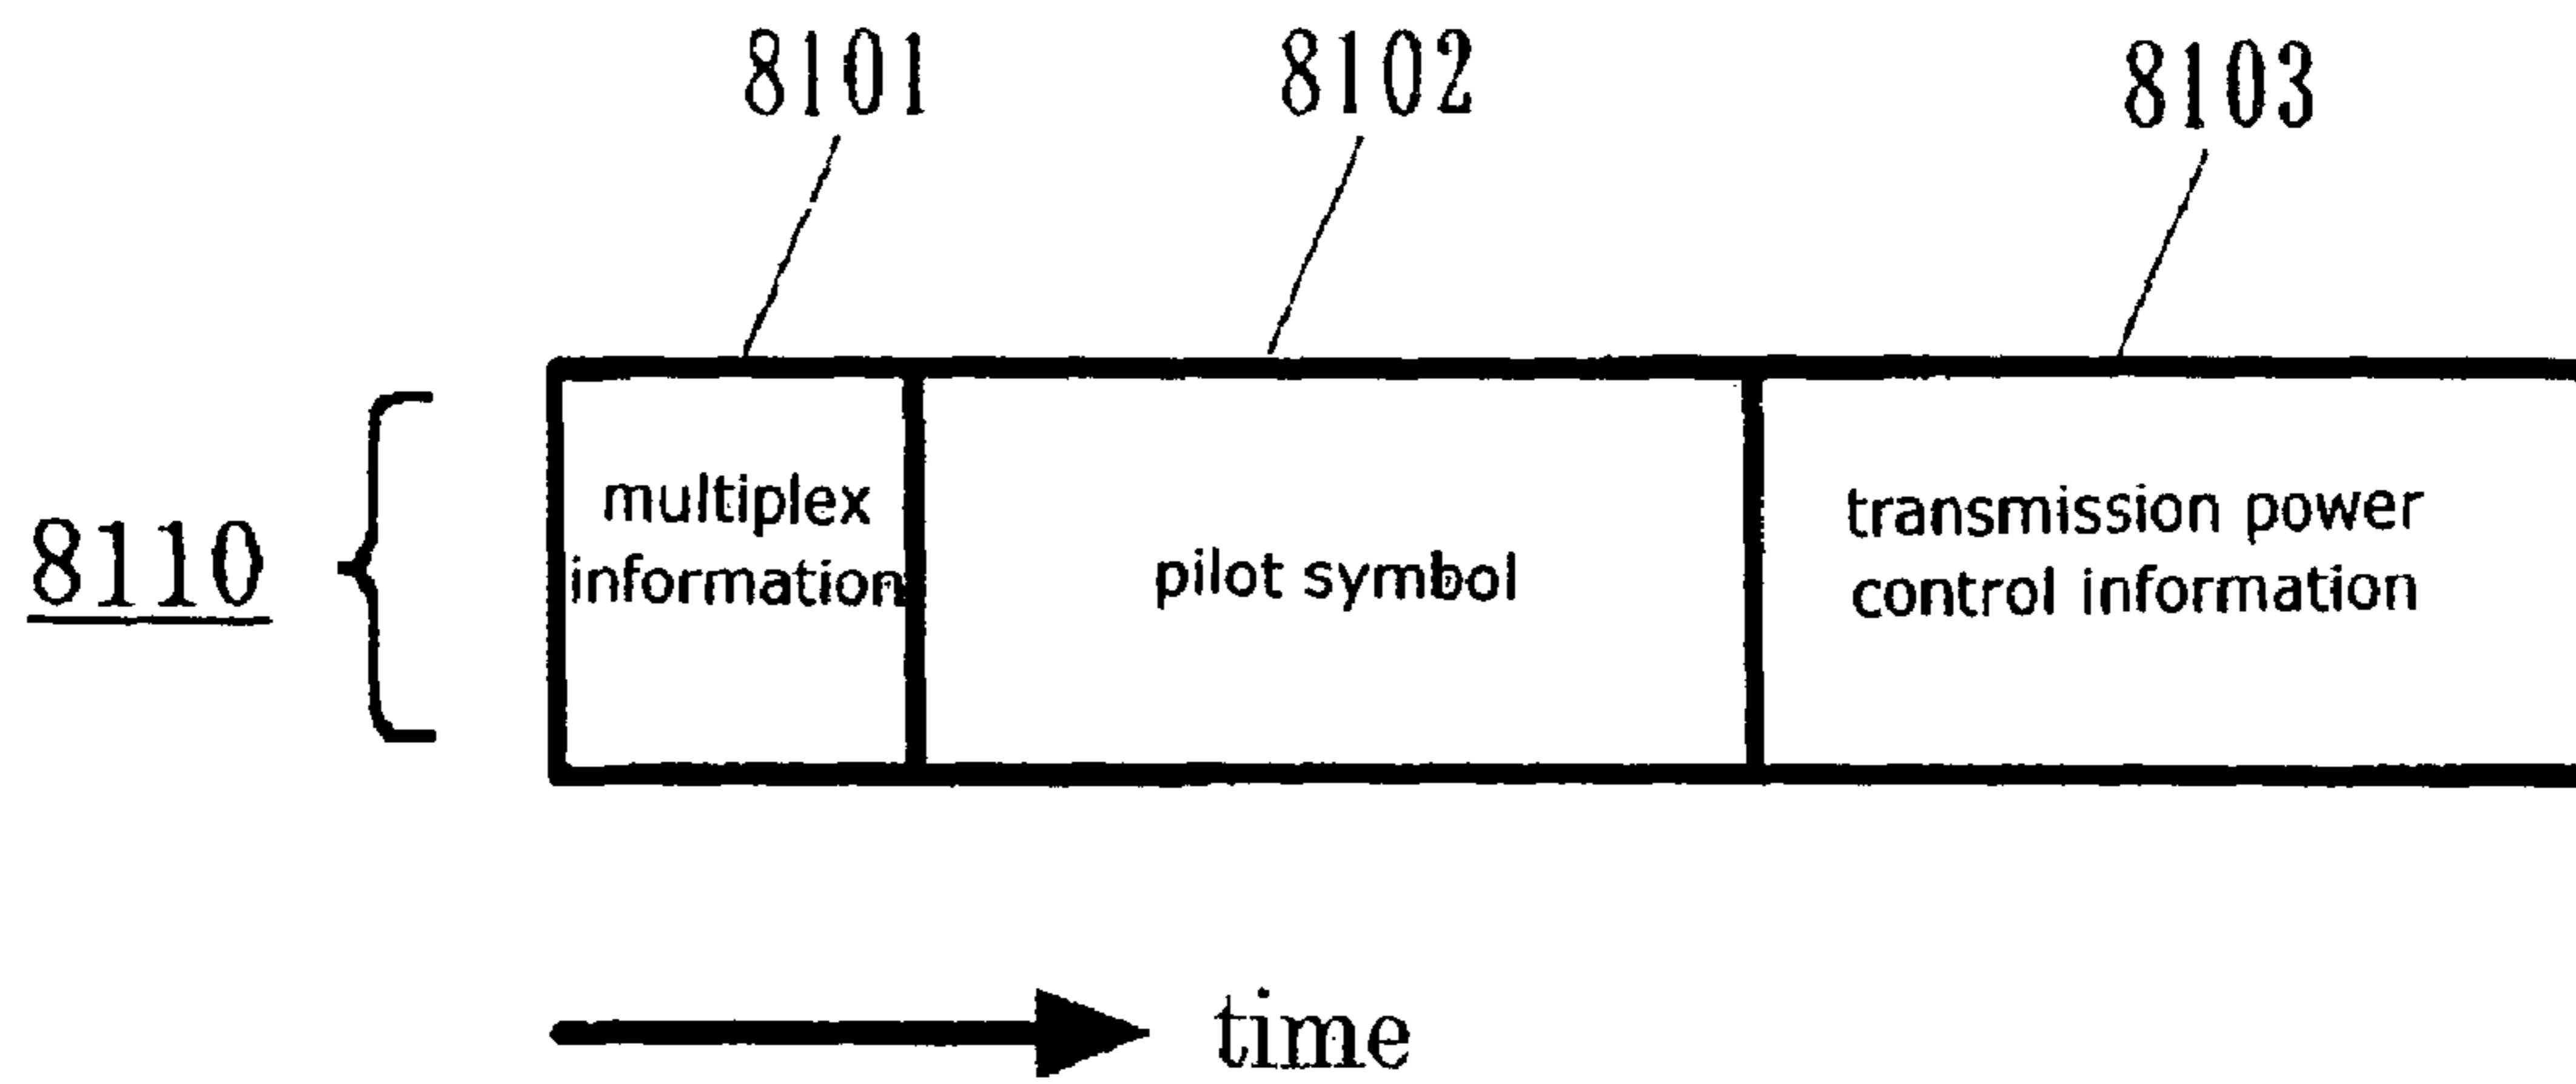 8101
8102
8103
8110
multiplex
information
pilot symbol
transmission power
control information
time